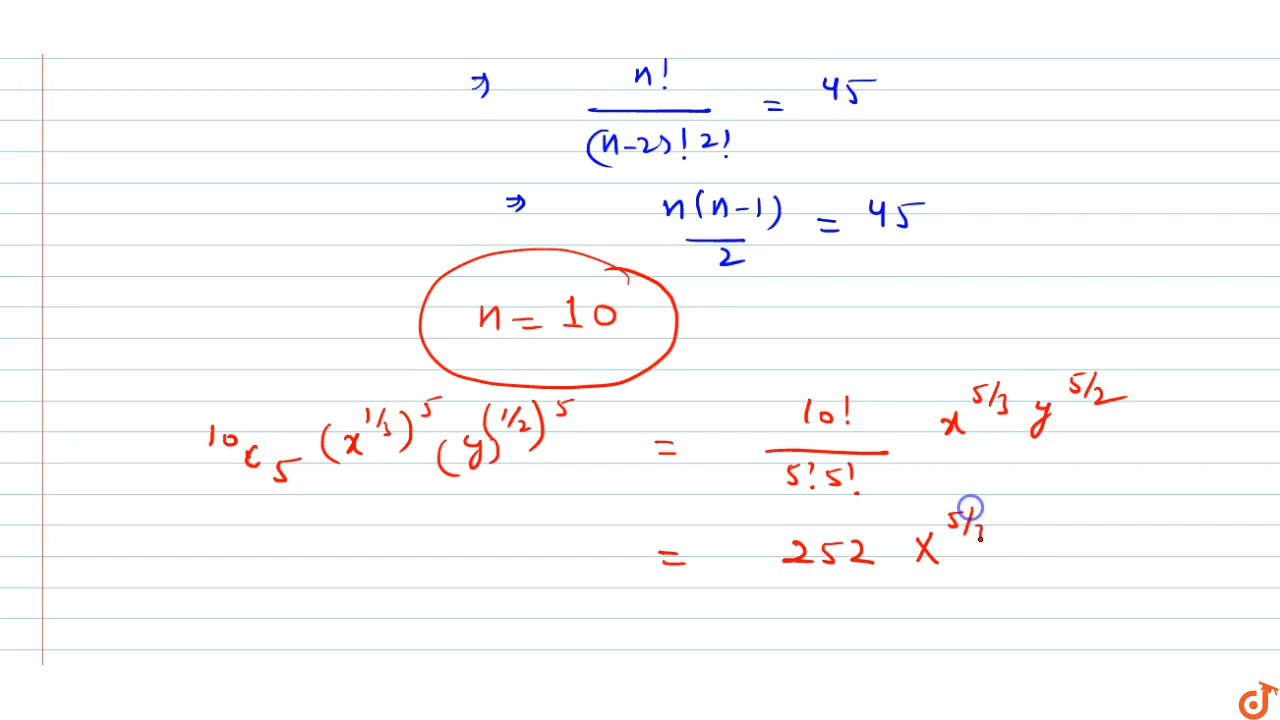 ⇒ n! / (n-2)! 2! = 45
⇒ n(n-1) / 2 = 45
n = 10
¹⁰C₅ (x^{1/3})^5 (y)^{(1/2)^5} = 10! / 5! 5! x^{5/3} y^{5/2}
= 252 x^{5/3}